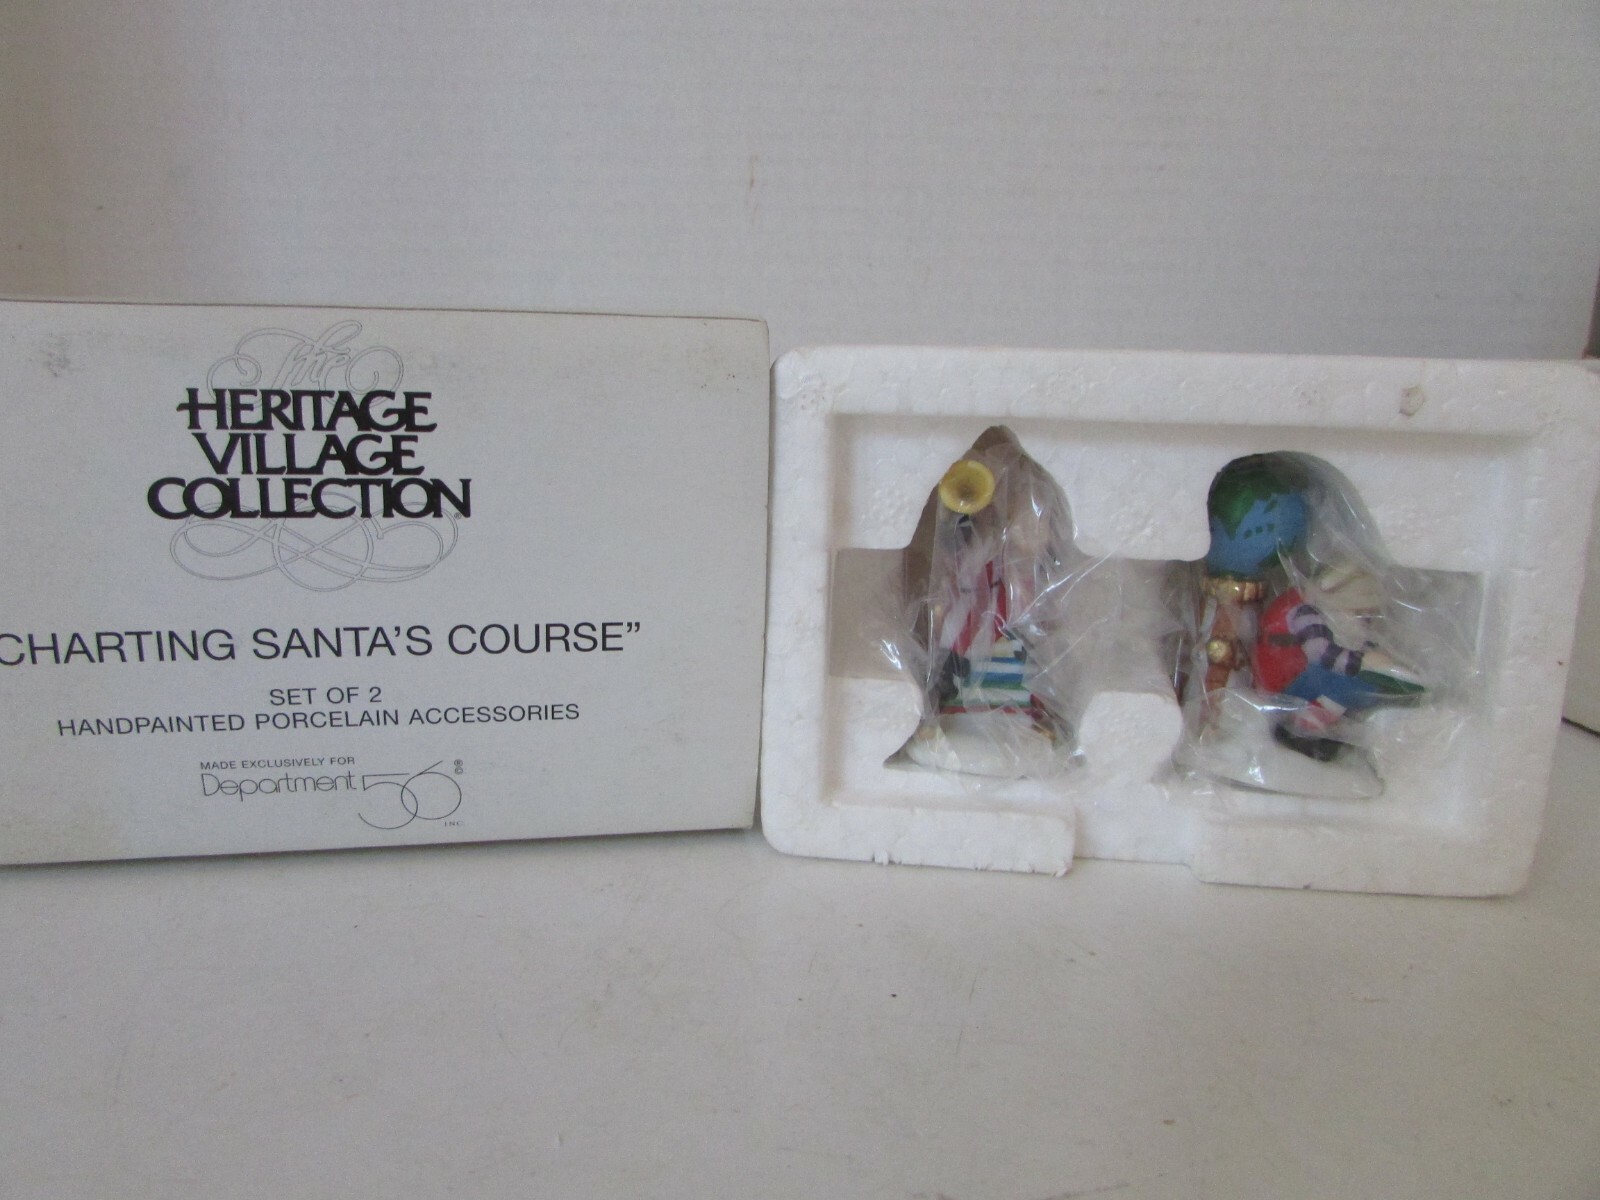 The
HERITAGE
VILLAGE
COLLECTION®
CHARTING SANTA'S COURSE”
SET OF 2
HANDPAINTED PORCELAIN ACCESSORIES
MADE EXCLUSIVELY FOR
Department 56®©
INC.